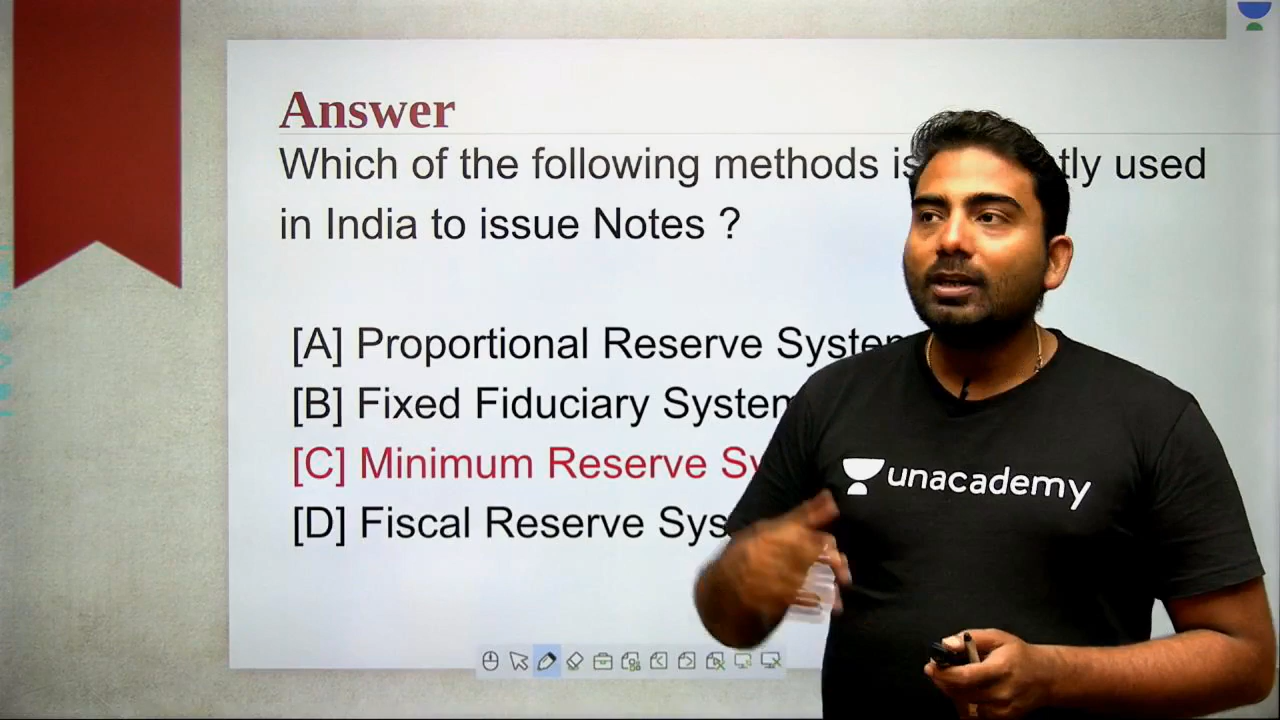 Answer
Which of the following methods is tly used
in India to issue Notes ?
[A] Proportional Reserve System
[B] Fixed Fiduciary System
[C] Minimum Reserve Sy
[D] Fiscal Reserve Sys
unacademy